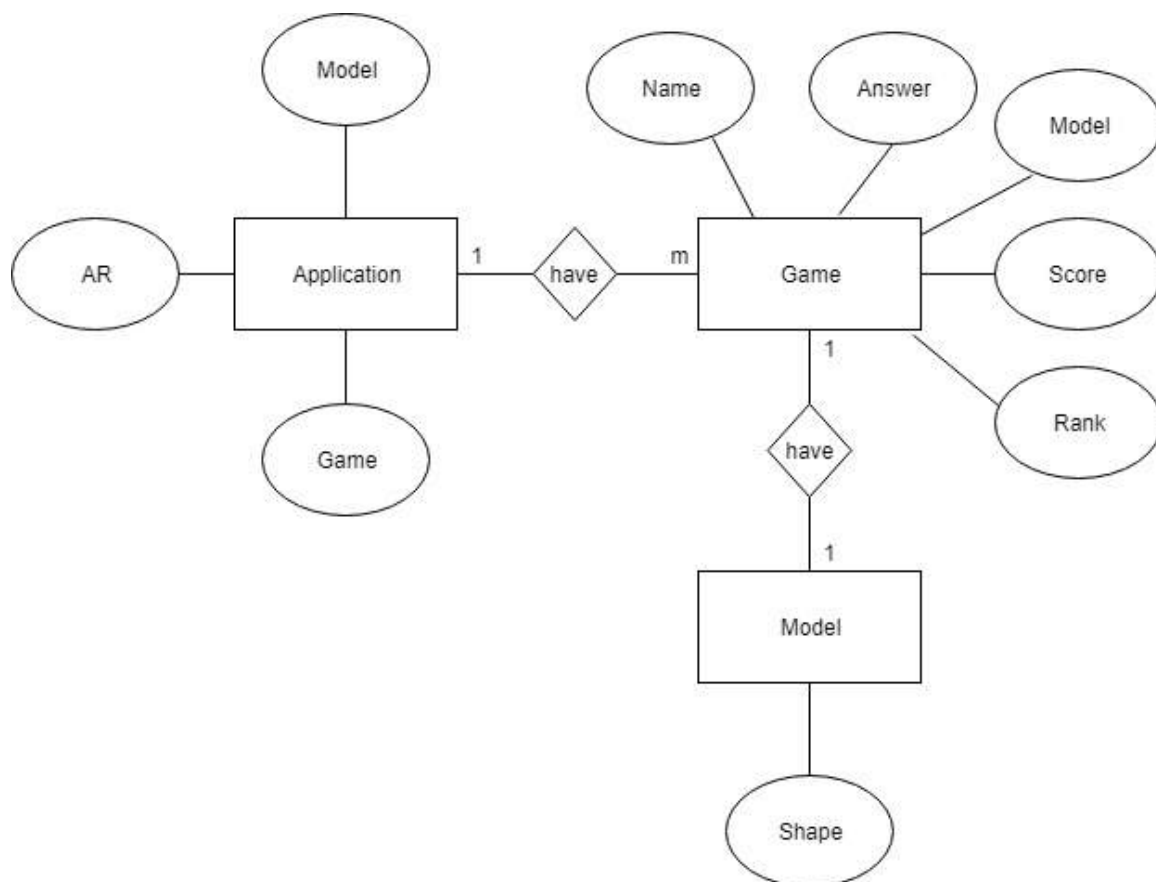 Model
Name
Answer
Model
AR
Application
1
have
m
Game
Score
1
Rank
Game
have
1
Model
Shape